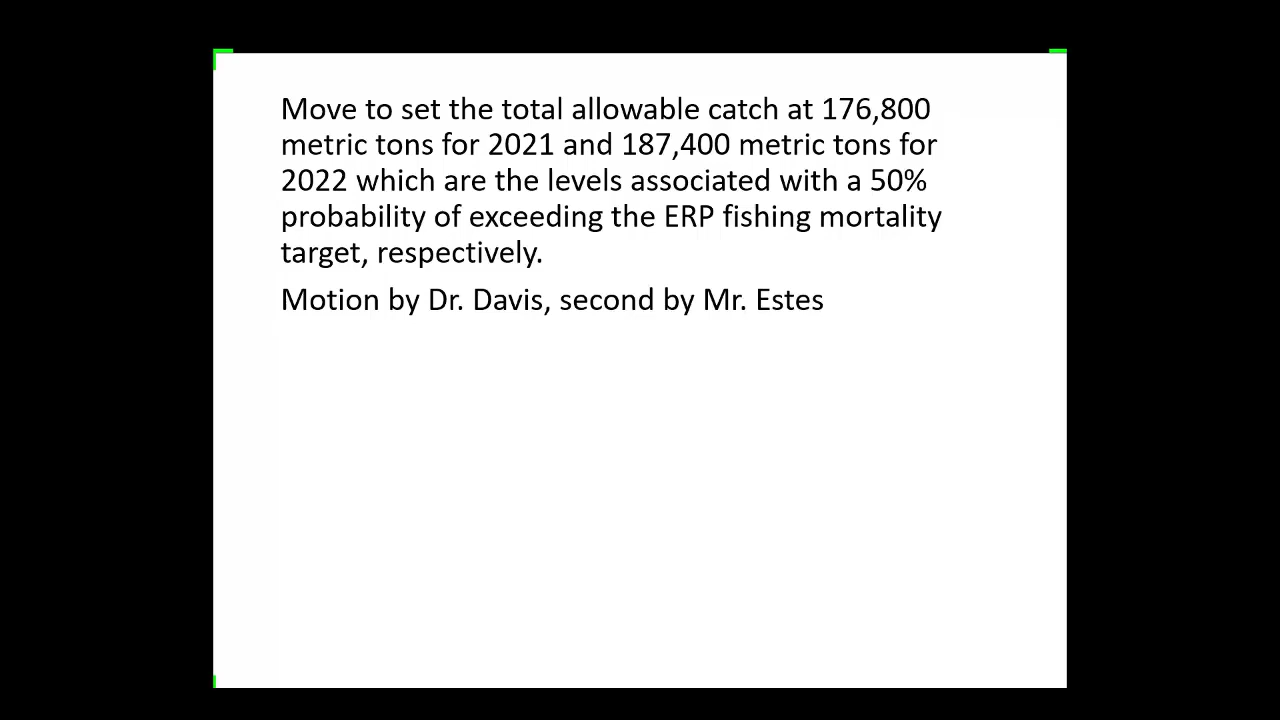 Move to set the total allowable catch at 176,800
metric tons for 2021 and 187,400 metric tons for
2022 which are the levels associated with a 50%
probability of exceeding the ERP fishing mortality
target, respectively.
Motion by Dr. Davis, second by Mr. Estes